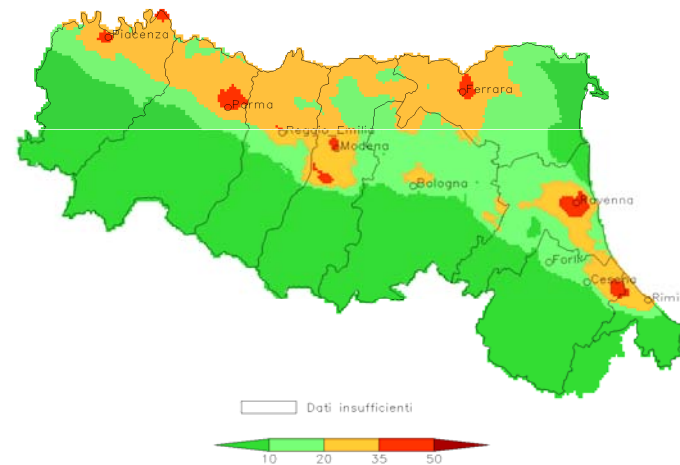 Piacenza
Parma
Ferrara
Reggio Emilia
Modena
Bologna
Ravenna
Forlì
Cesena
Rimi
Dati insufficienti
10 20 35 50